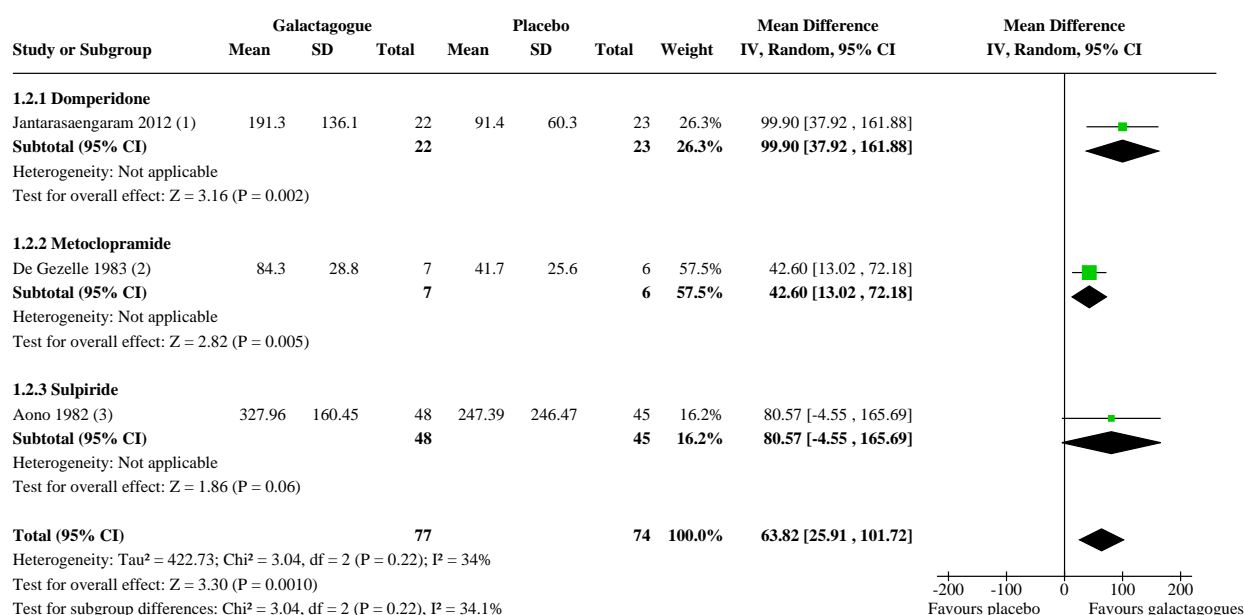 Galactagogue Placebo Mean Difference Mean Difference
Study or Subgroup Mean SD Total Mean SD Total Weight IV, Random, 95% CI IV, Random, 95% CI
1.2.1 Domperidone
Jantarasaengaram 2012 (1) 191.3 136.1 22 91.4 60.3 23 26.3% 99.90 [37.92 , 161.88]
Subtotal (95% CI) 22 23 26.3% 99.90 [37.92 , 161.88]
Heterogeneity: Not applicable
Test for overall effect: Z = 3.16 (P = 0.002)
1.2.2 Metoclopramide
De Gezelle 1983 (2) 84.3 28.8 7 41.7 25.6 6 57.5% 42.60 [13.02 , 72.18]
Subtotal (95% CI) 7 6 57.5% 42.60 [13.02 , 72.18]
Heterogeneity: Not applicable
Test for overall effect: Z = 2.82 (P = 0.005)
1.2.3 Sulpiride
Aono 1982 (3) 327.96 160.45 48 247.39 246.47 45 16.2% 80.57 [-4.55 , 165.69]
Subtotal (95% CI) 48 45 16.2% 80.57 [-4.55 , 165.69]
Heterogeneity: Not applicable
Test for overall effect: Z = 1.86 (P = 0.06)
Total (95% CI) 77 74 100.0% 63.82 [25.91 , 101.72]
Heterogeneity: Tau² = 422.73; Chi² = 3.04, df = 2 (P = 0.22); I² = 34%
Test for overall effect: Z = 3.30 (P = 0.0010)
-200 -100 0 100 200
Test for subgroup differences: Chi² = 3.04, df = 2 (P = 0.22), I² = 34.1%
Favours placebo Favours galactagogues